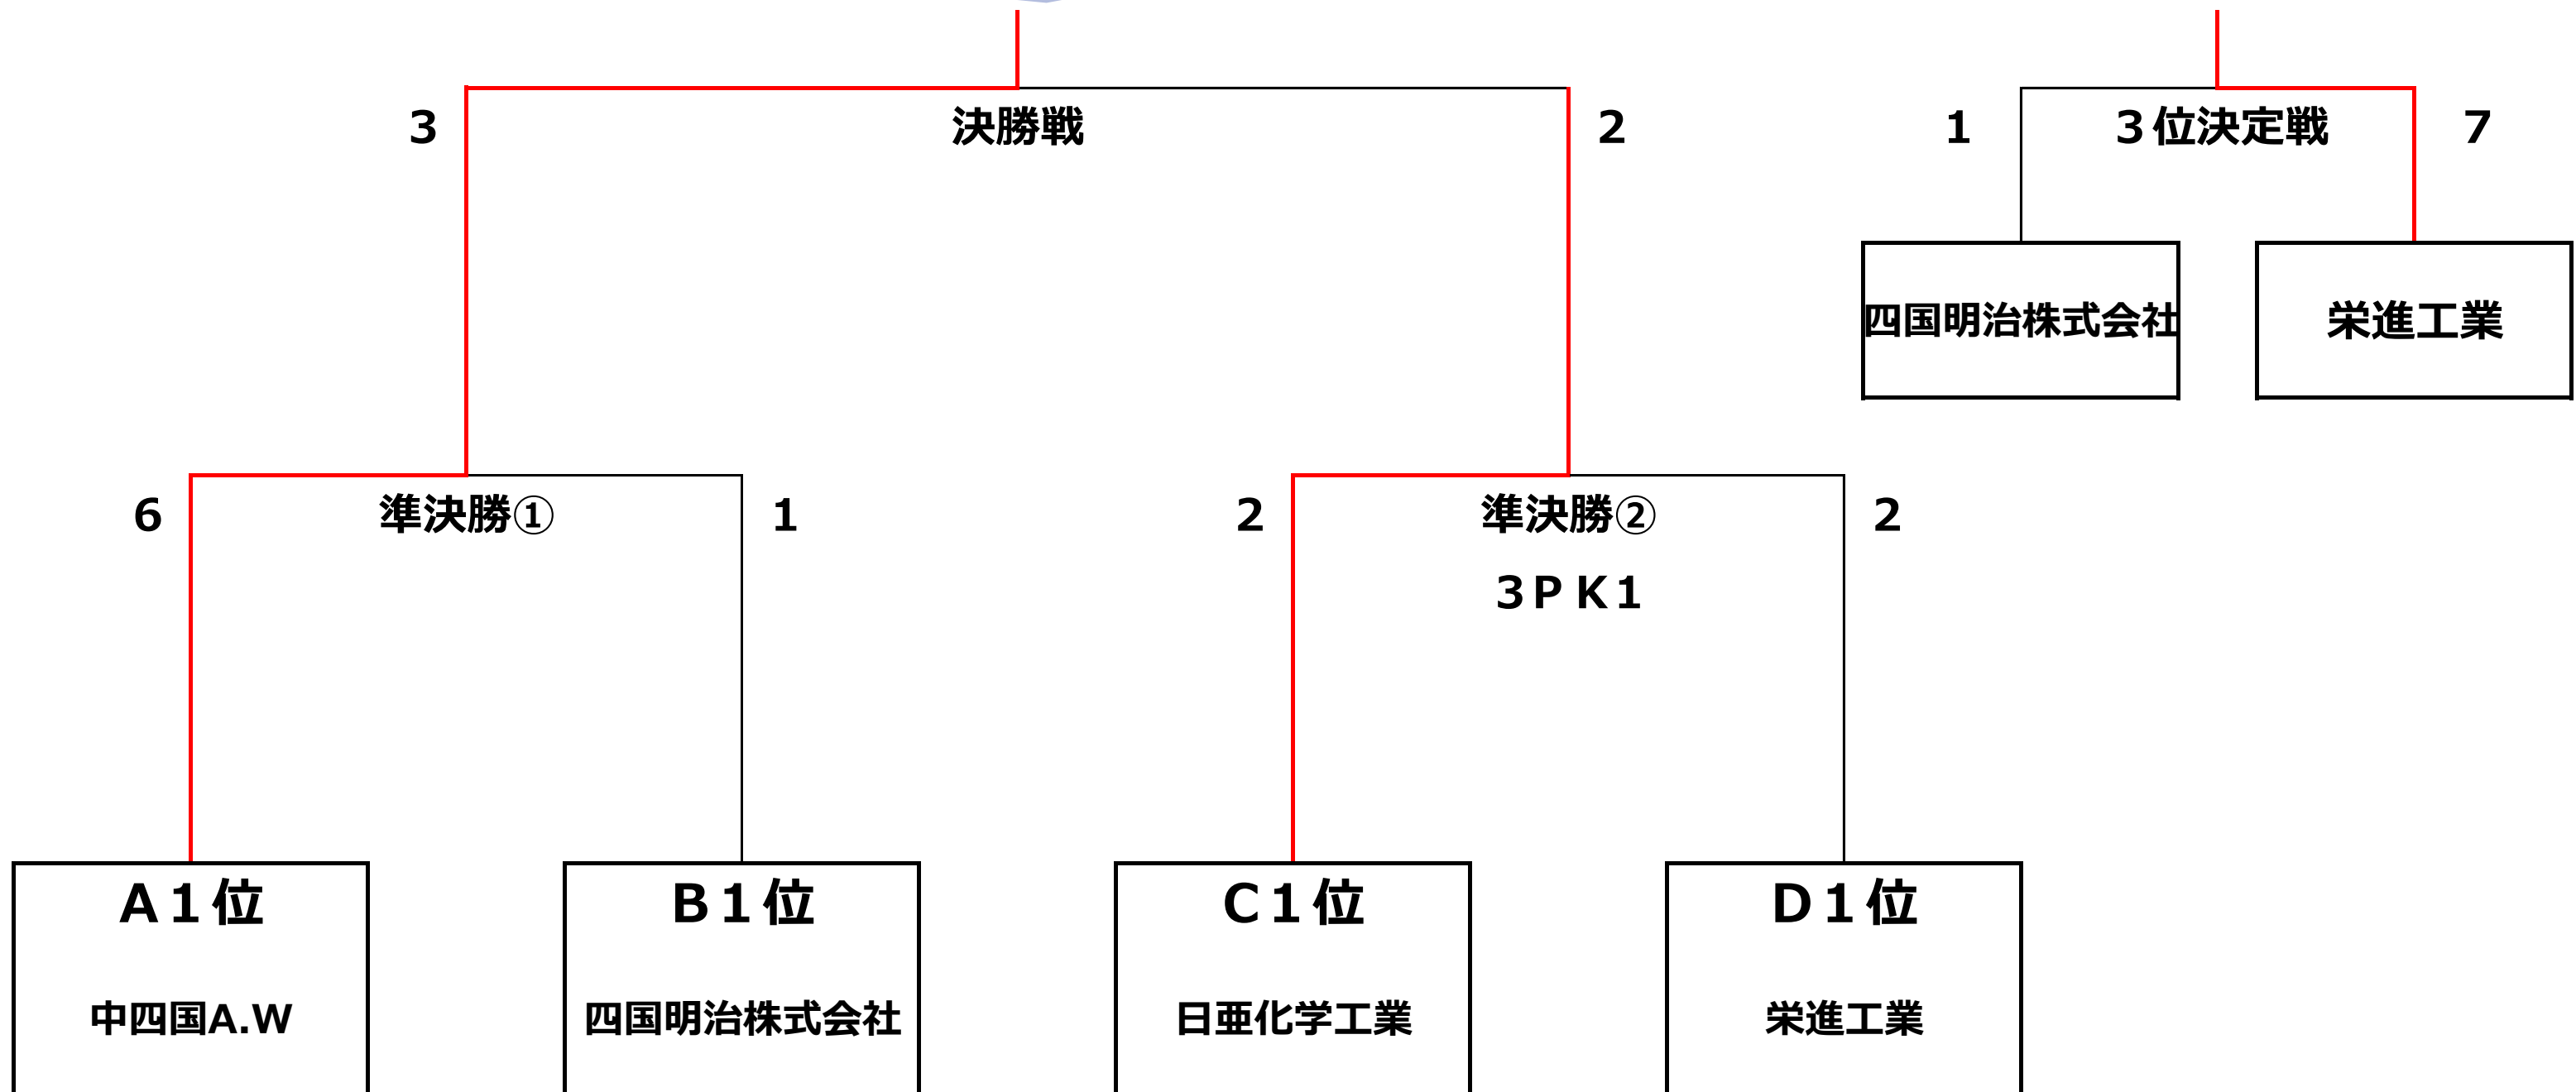 3 決勝戦 2
1 ３位決定戦 7
四国明治株式会社 栄進工業
6 準決勝① 1
2 準決勝② 2
３ＰＫ１
Ａ１位 Ｂ１位 Ｃ１位 Ｄ１位
中四国A.W 四国明治株式会社 日亜化学工業 栄進工業